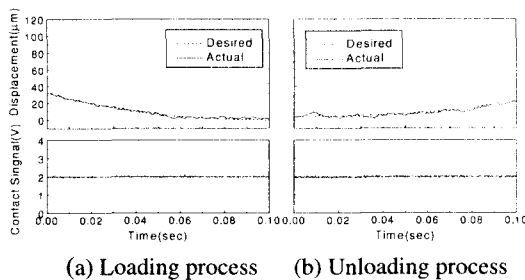 Displacement(μm)
120
100
80
60
40
20
0
Desired
Actual
Desired
Actual
Contact Singnal(V)
4
3
2
1
0
0.00 0.02 0.04 0.06 0.08 0.10
Time(sec)
0.00 0.02 0.04 0.06 0.08 0.10
Time(sec)
(a) Loading process (b) Unloading process